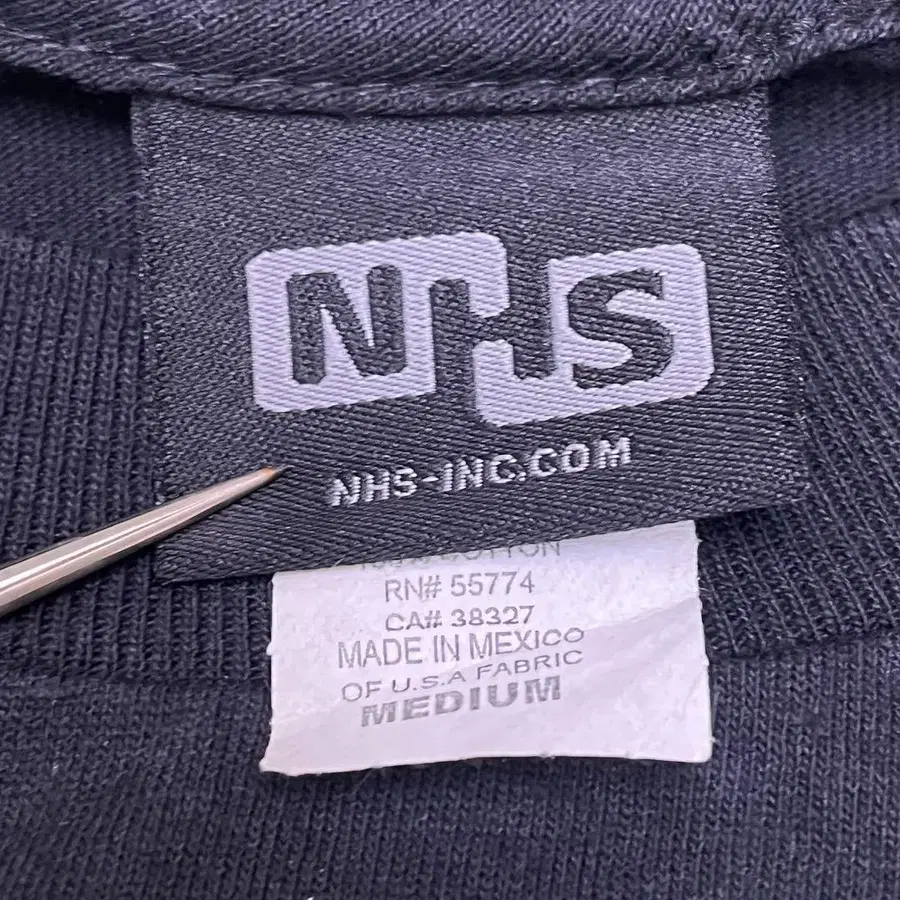 NHS
NHS-INC.COM
RN# 55774
CA# 38327
MADE IN MEXICO
OF U.S.A FABRIC
MEDIUM